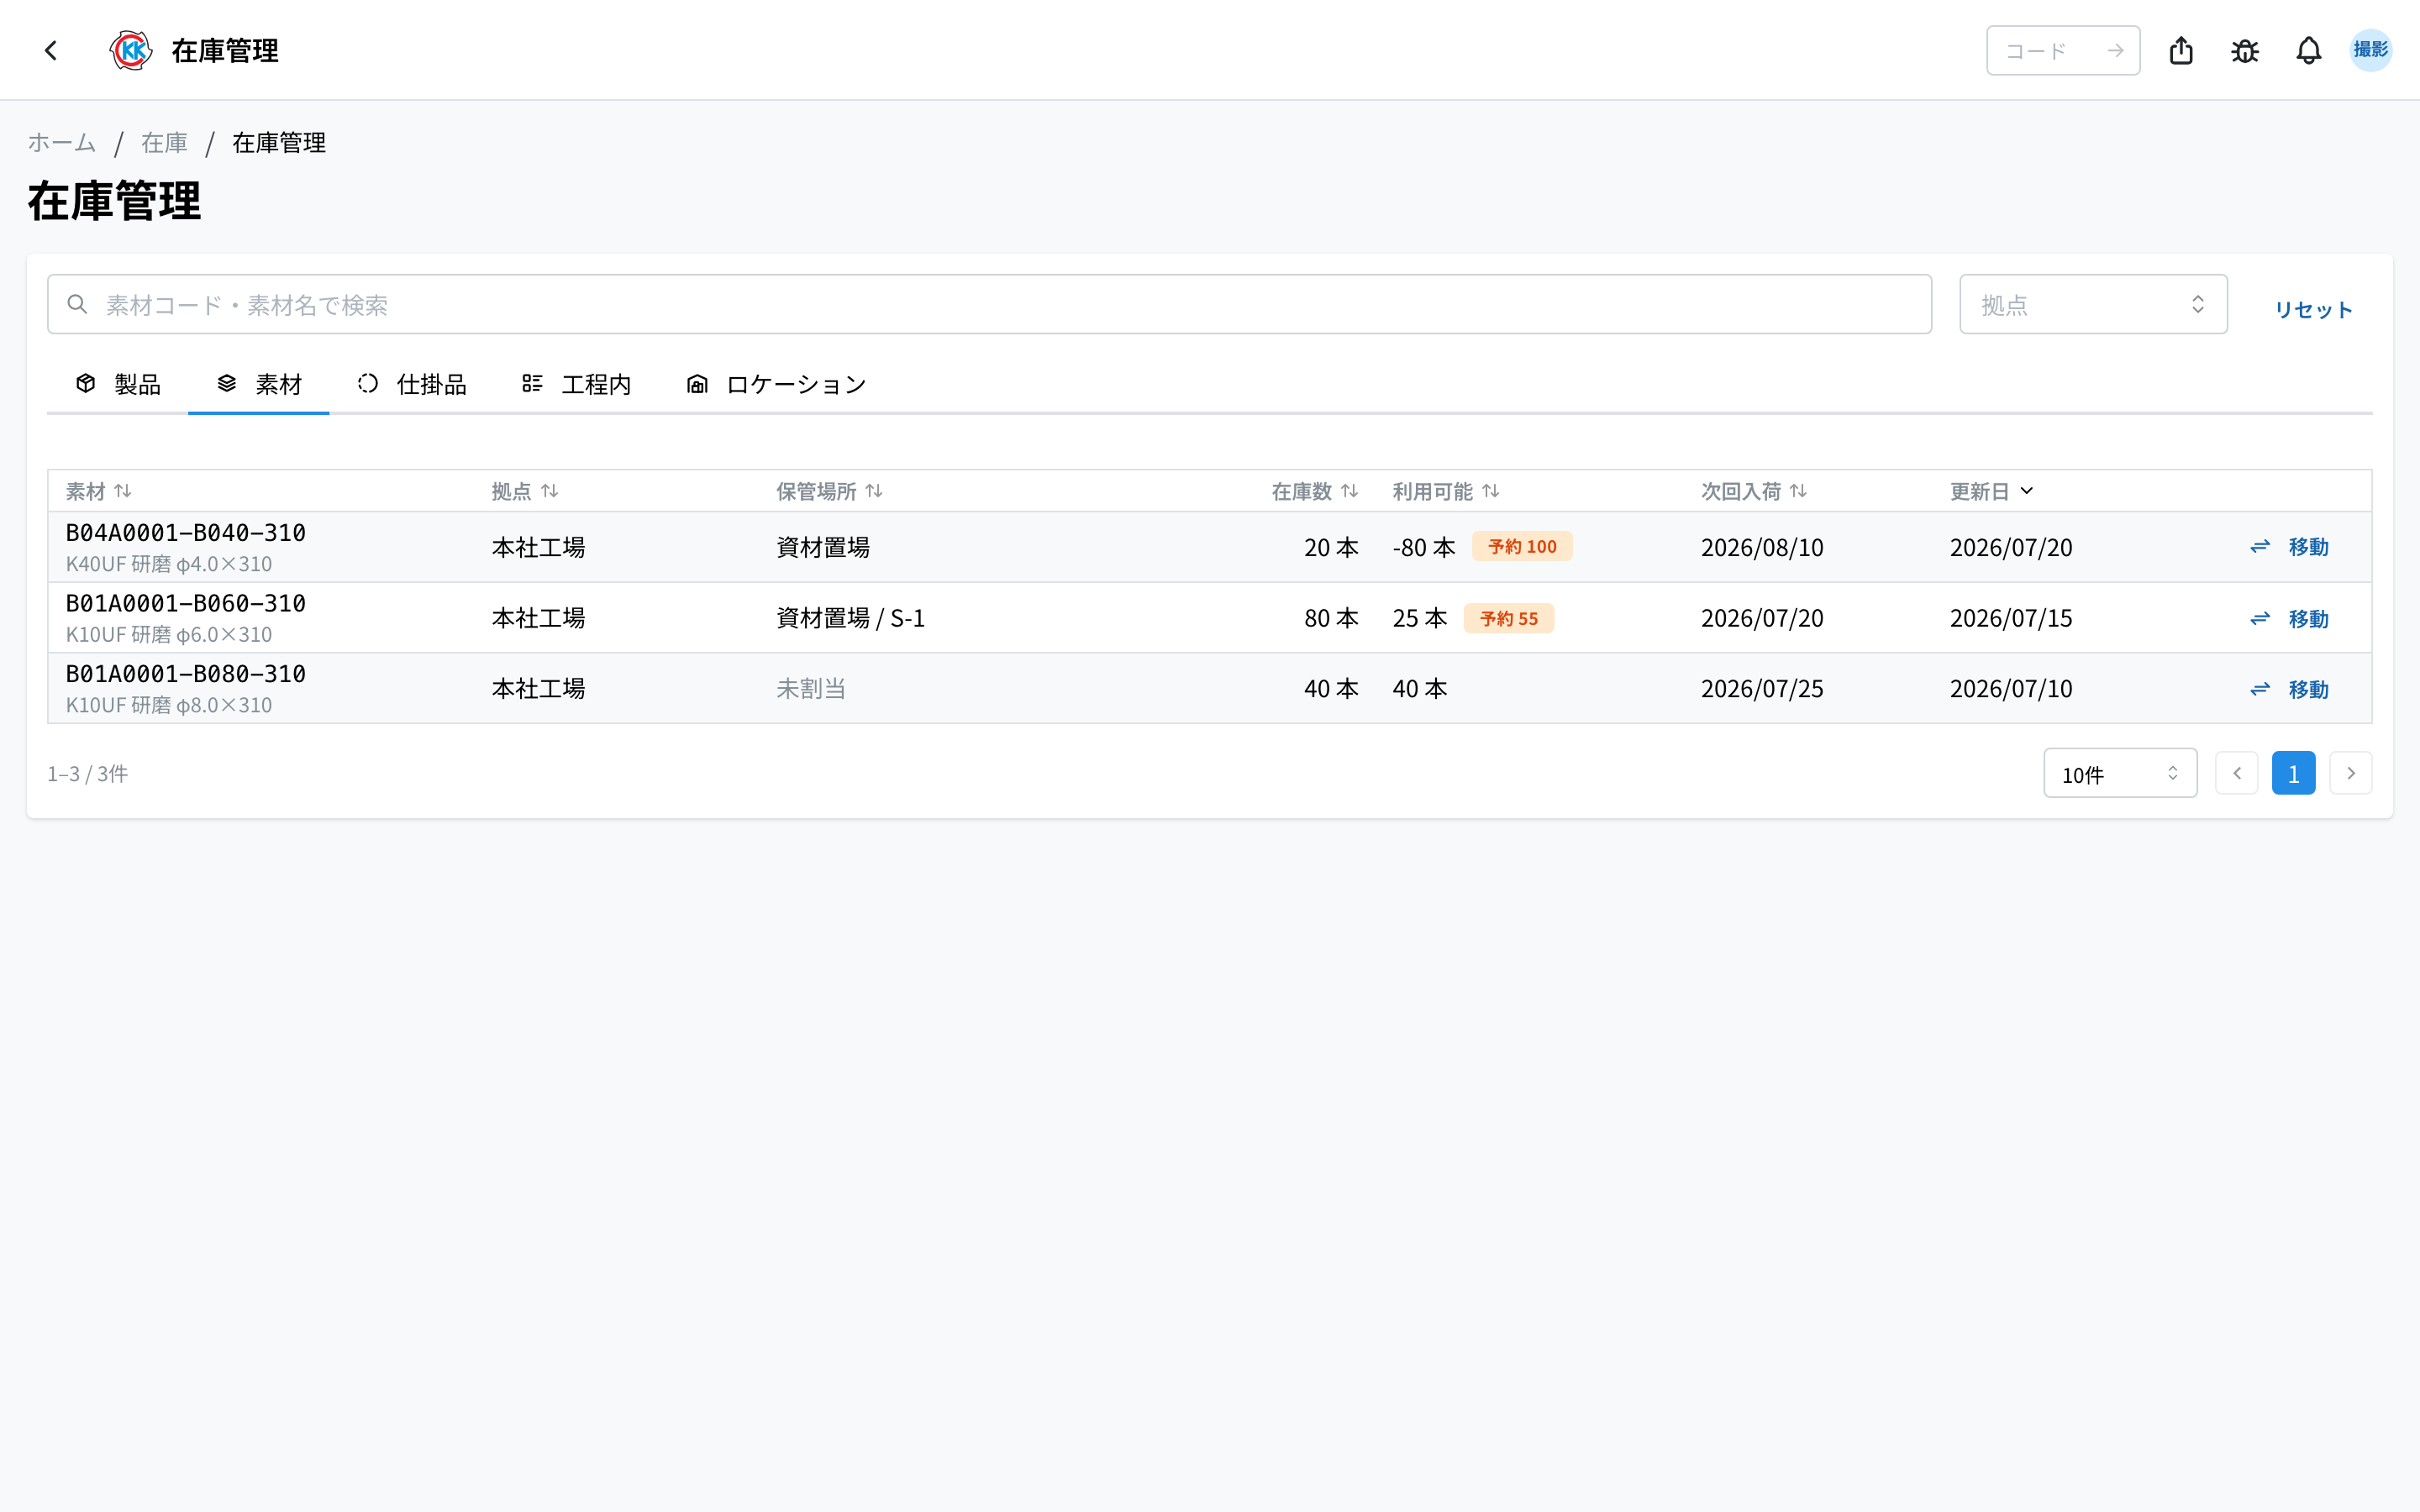 KK 在庫管理 コード 撮影
ホーム / 在庫 / 在庫管理
在庫管理
素材コード・素材名で検索 拠点 リセット
製品 素材 仕掛品 工程内 ロケーション
素材 拠点 保管場所 在庫数 利用可能 次回入荷 更新日
B04A0001-B040-310
K40UF 研磨 φ4.0×310
本社工場 資材置場 20 本 -80 本 予約 100 2026/08/10 2026/07/20 移動
B01A0001-B060-310
K10UF 研磨 φ6.0×310
本社工場 資材置場 / S-1 80 本 25 本 予約 55 2026/07/20 2026/07/15 移動
B01A0001-B080-310
K10UF 研磨 φ8.0×310
本社工場 未割当 40 本 40 本 2026/07/25 2026/07/10 移動
1–3 / 3件 10件 1